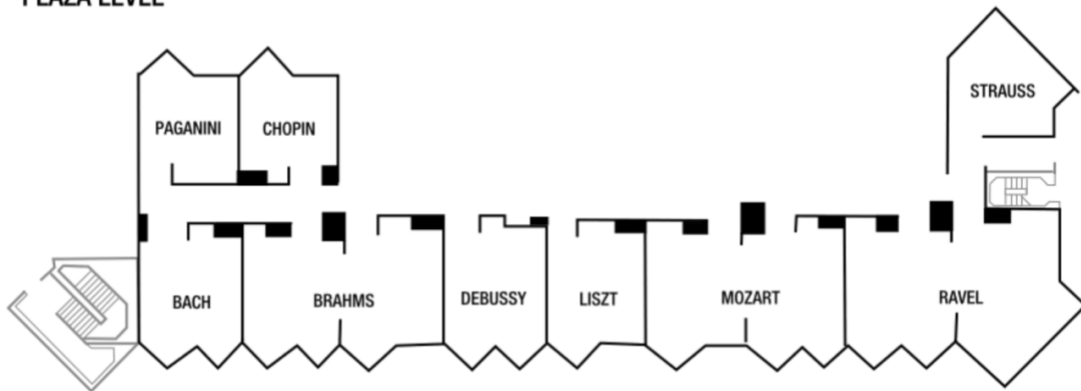 PLAZA LEVEL
STRAUSS
PAGANINI CHOPIN
BACH BRAHMS DEBUSSY LISZT MOZART RAVEL